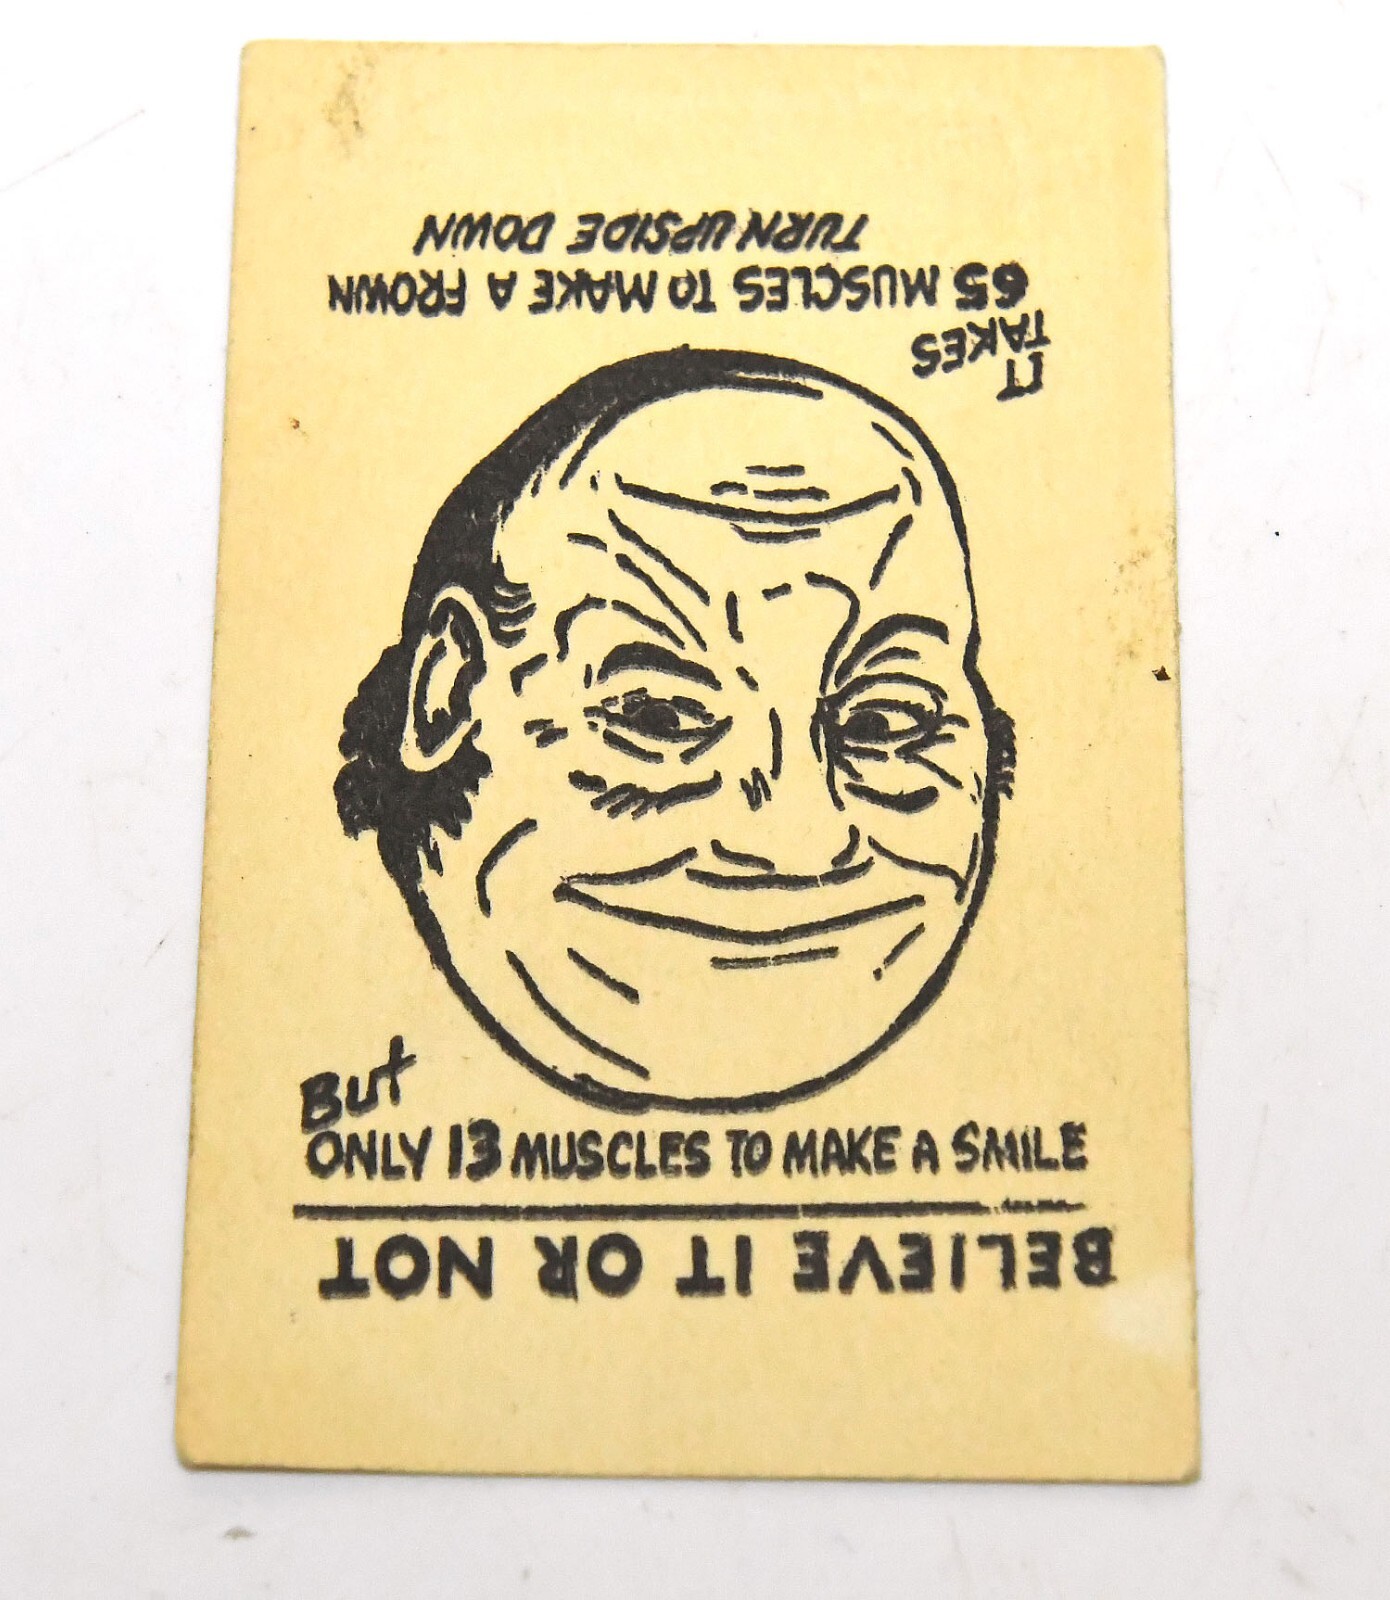 BELIEVE IT OR NOT
IT
TAKES
65 MUSCLES TO MAKE A FROWN
TURN UPSIDE DOWN
But
ONLY 13 MUSCLES TO MAKE A SMILE